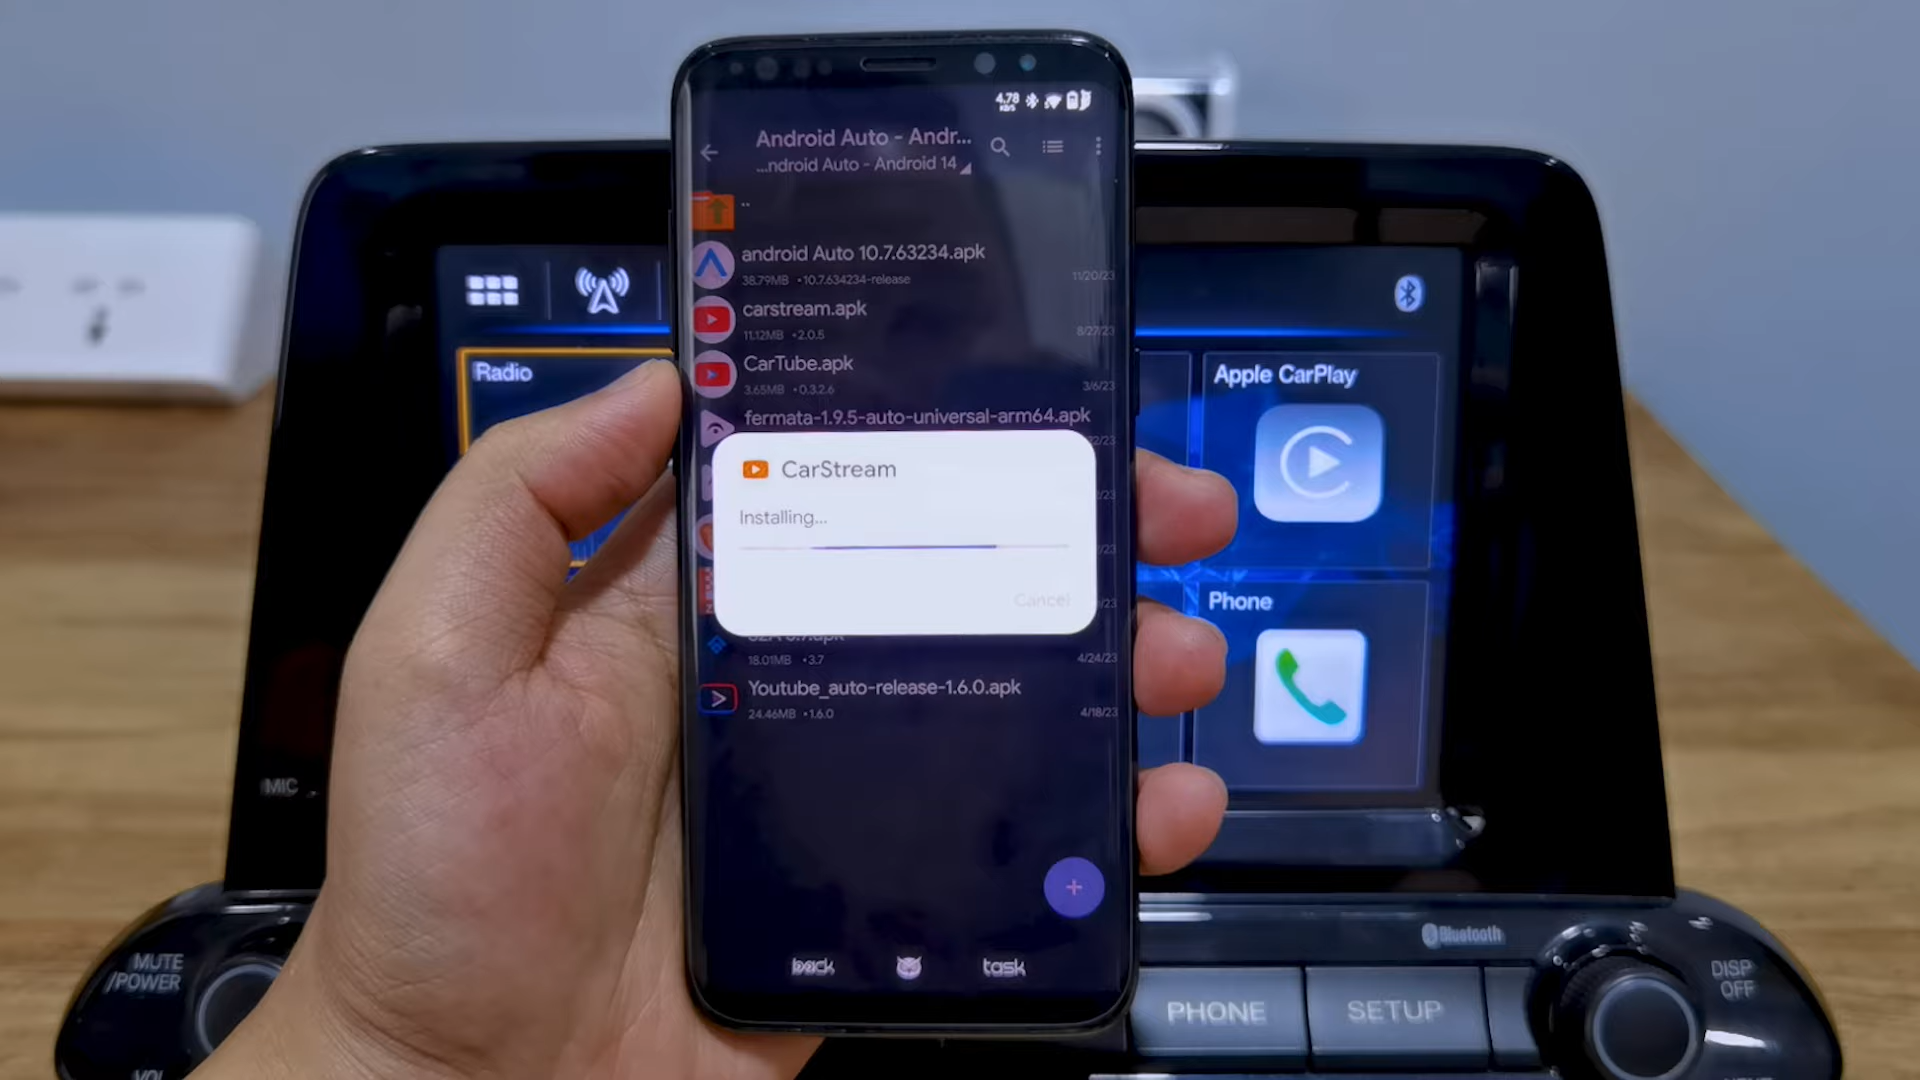 4.78
KB/S
Android Auto - Andr...
...ndroid Auto - Android 14
..
android Auto 10.7.63234.apk
38.79MB •10.7.634234-release
11/20/23
carstream.apk
11.12MB •2.0.5
8/27/23
CarTube.apk
3.65MB •0.3.2.6
3/6/23
fermata-1.9.5-auto-universal-arm64.apk
CarStream
Installing...
Cancel
18.01MB •3.7
4/24/23
Youtube_auto-release-1.6.0.apk
24.46MB •1.6.0
4/18/23
back
task
Radio
Apple CarPlay
Phone
MIC
Bluetooth
MUTE
/POWER
VOL
PHONE
SETUP
DISP
OFF